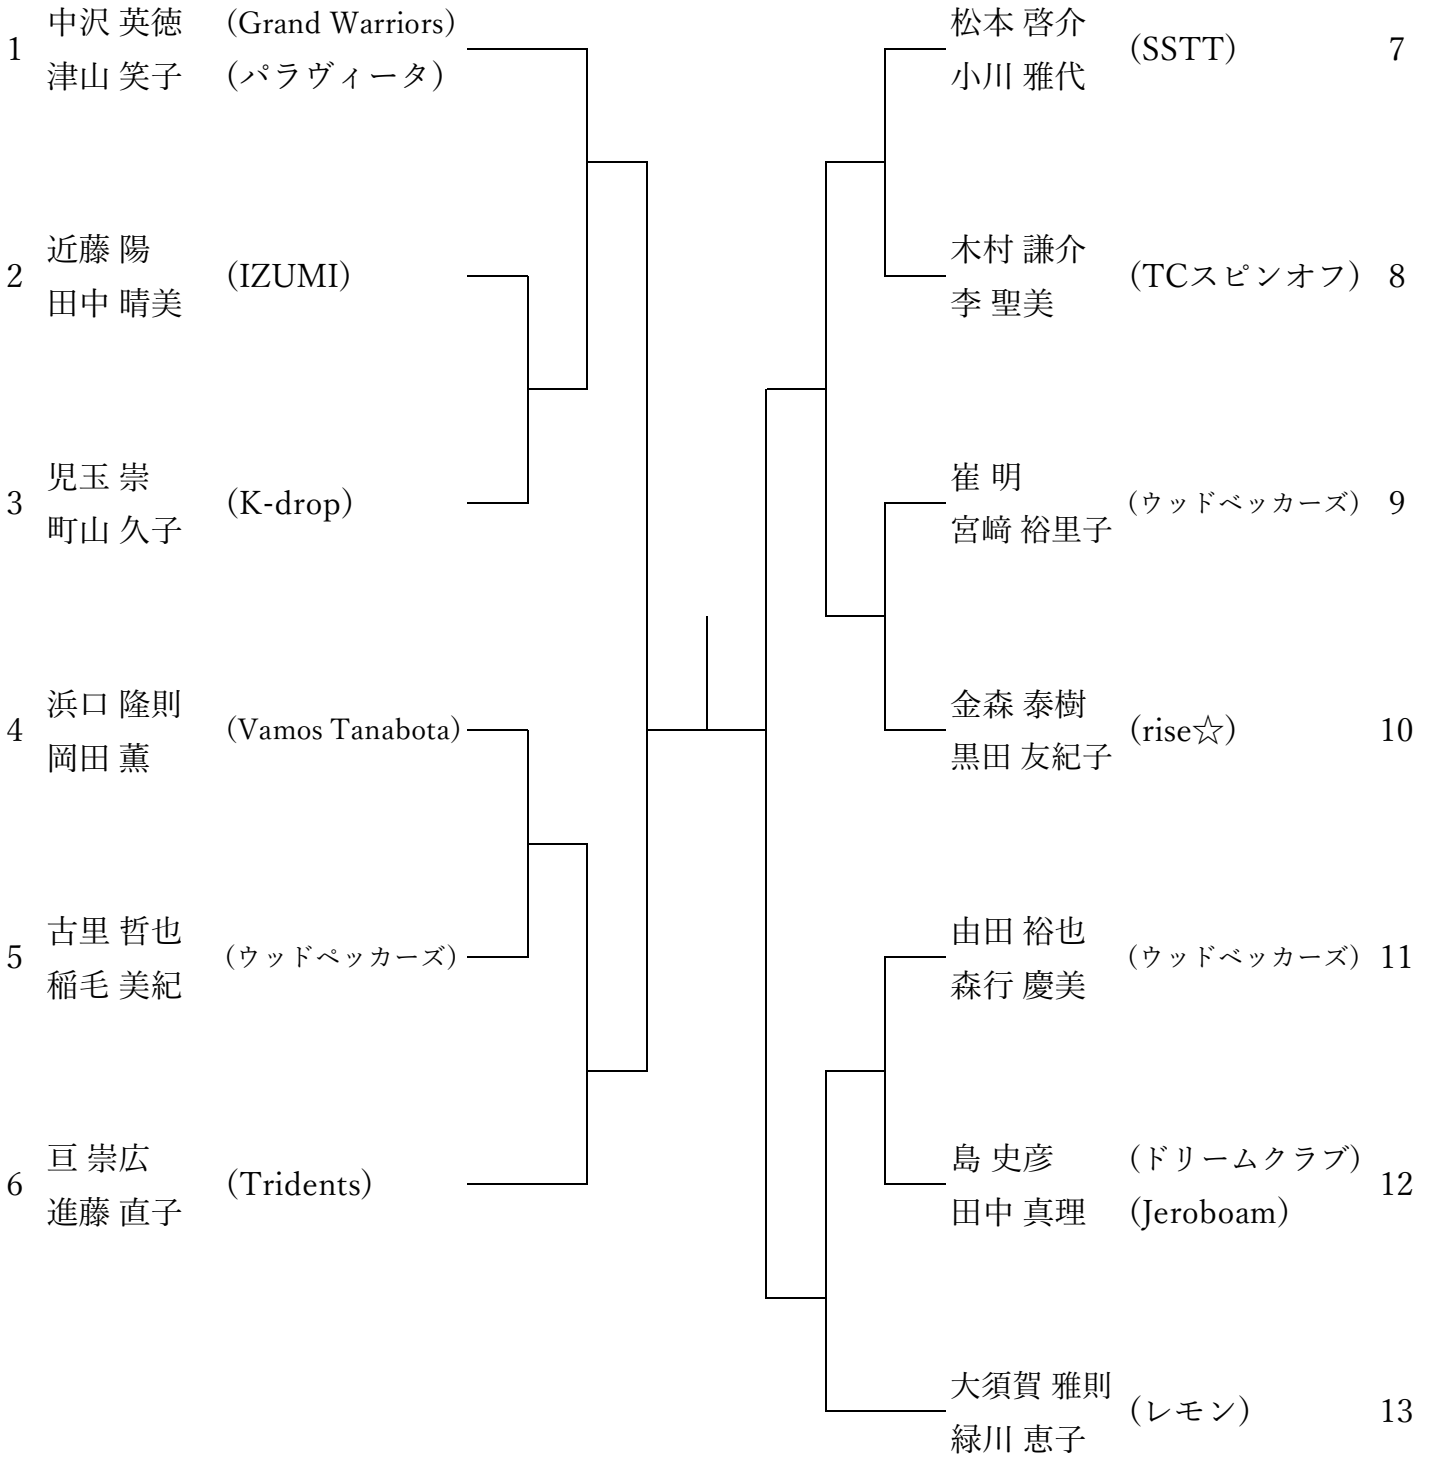 1 中沢 英徳 (Grand Warriors)
津山 笑子 (パラヴィータ)
2 近藤 陽 (IZUMI)
田中 晴美
3 児玉 崇 (K-drop)
町山 久子
4 浜口 隆則 (Vamos Tanabota)
岡田 薫
5 古里 哲也 (ウッドペッカーズ)
稲毛 美紀
6 亘 崇広 (Tridents)
進藤 直子
松本 啓介 (SSTT) 7
小川 雅代
木村 謙介 (TCスピンオフ) 8
李 聖美
崔 明 (ウッドベッカーズ) 9
宮﨑 裕里子
金森 泰樹 (rise☆) 10
黒田 友紀子
由田 裕也 (ウッドベッカーズ) 11
森行 慶美
島 史彦 (ドリームクラブ) 12
田中 真理 (Jeroboam)
大須賀 雅則 (レモン) 13
緑川 恵子